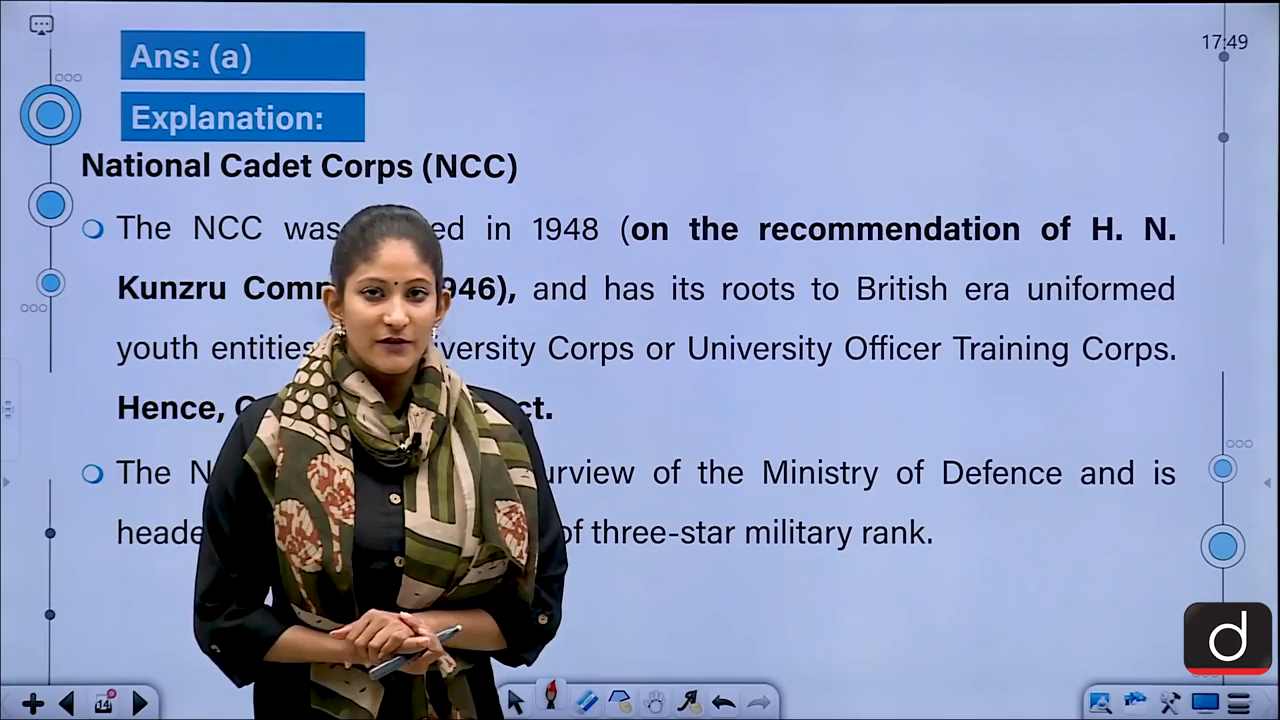 17:49
Ans: (a)
Explanation:
National Cadet Corps (NCC)
The NCC was ed in 1948 (on the recommendation of H. N.
Kunzru Comm 946), and has its roots to British era uniformed
youth entities versity Corps or University Officer Training Corps.
Hence, ct.
The N urview of the Ministry of Defence and is
heade of three-star military rank.
d
14